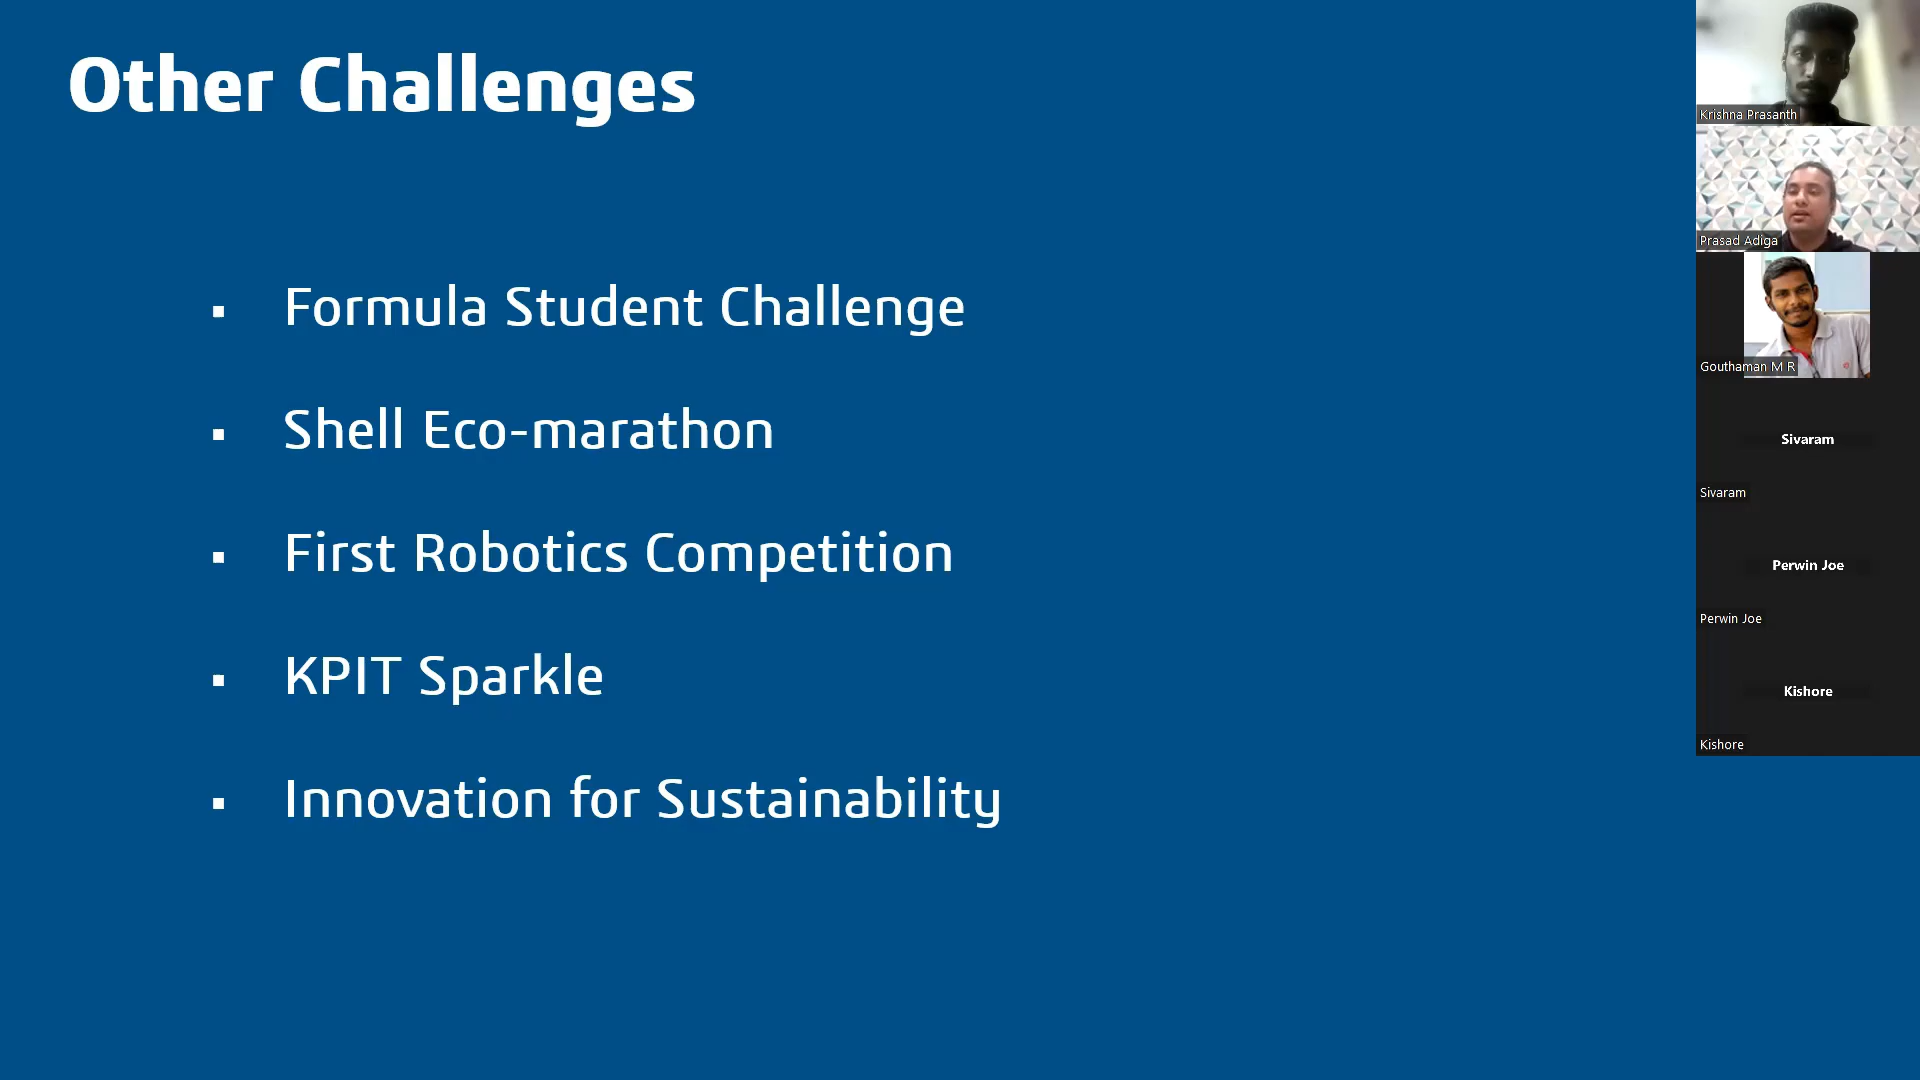 Other Challenges
Formula Student Challenge
Shell Eco-marathon
First Robotics Competition
KPIT Sparkle
Innovation for Sustainability
Krishna Prasanth
Prasad Adiga
Gouthaman M R
Sivaram
Sivaram
Perwin Joe
Perwin Joe
Kishore
Kishore